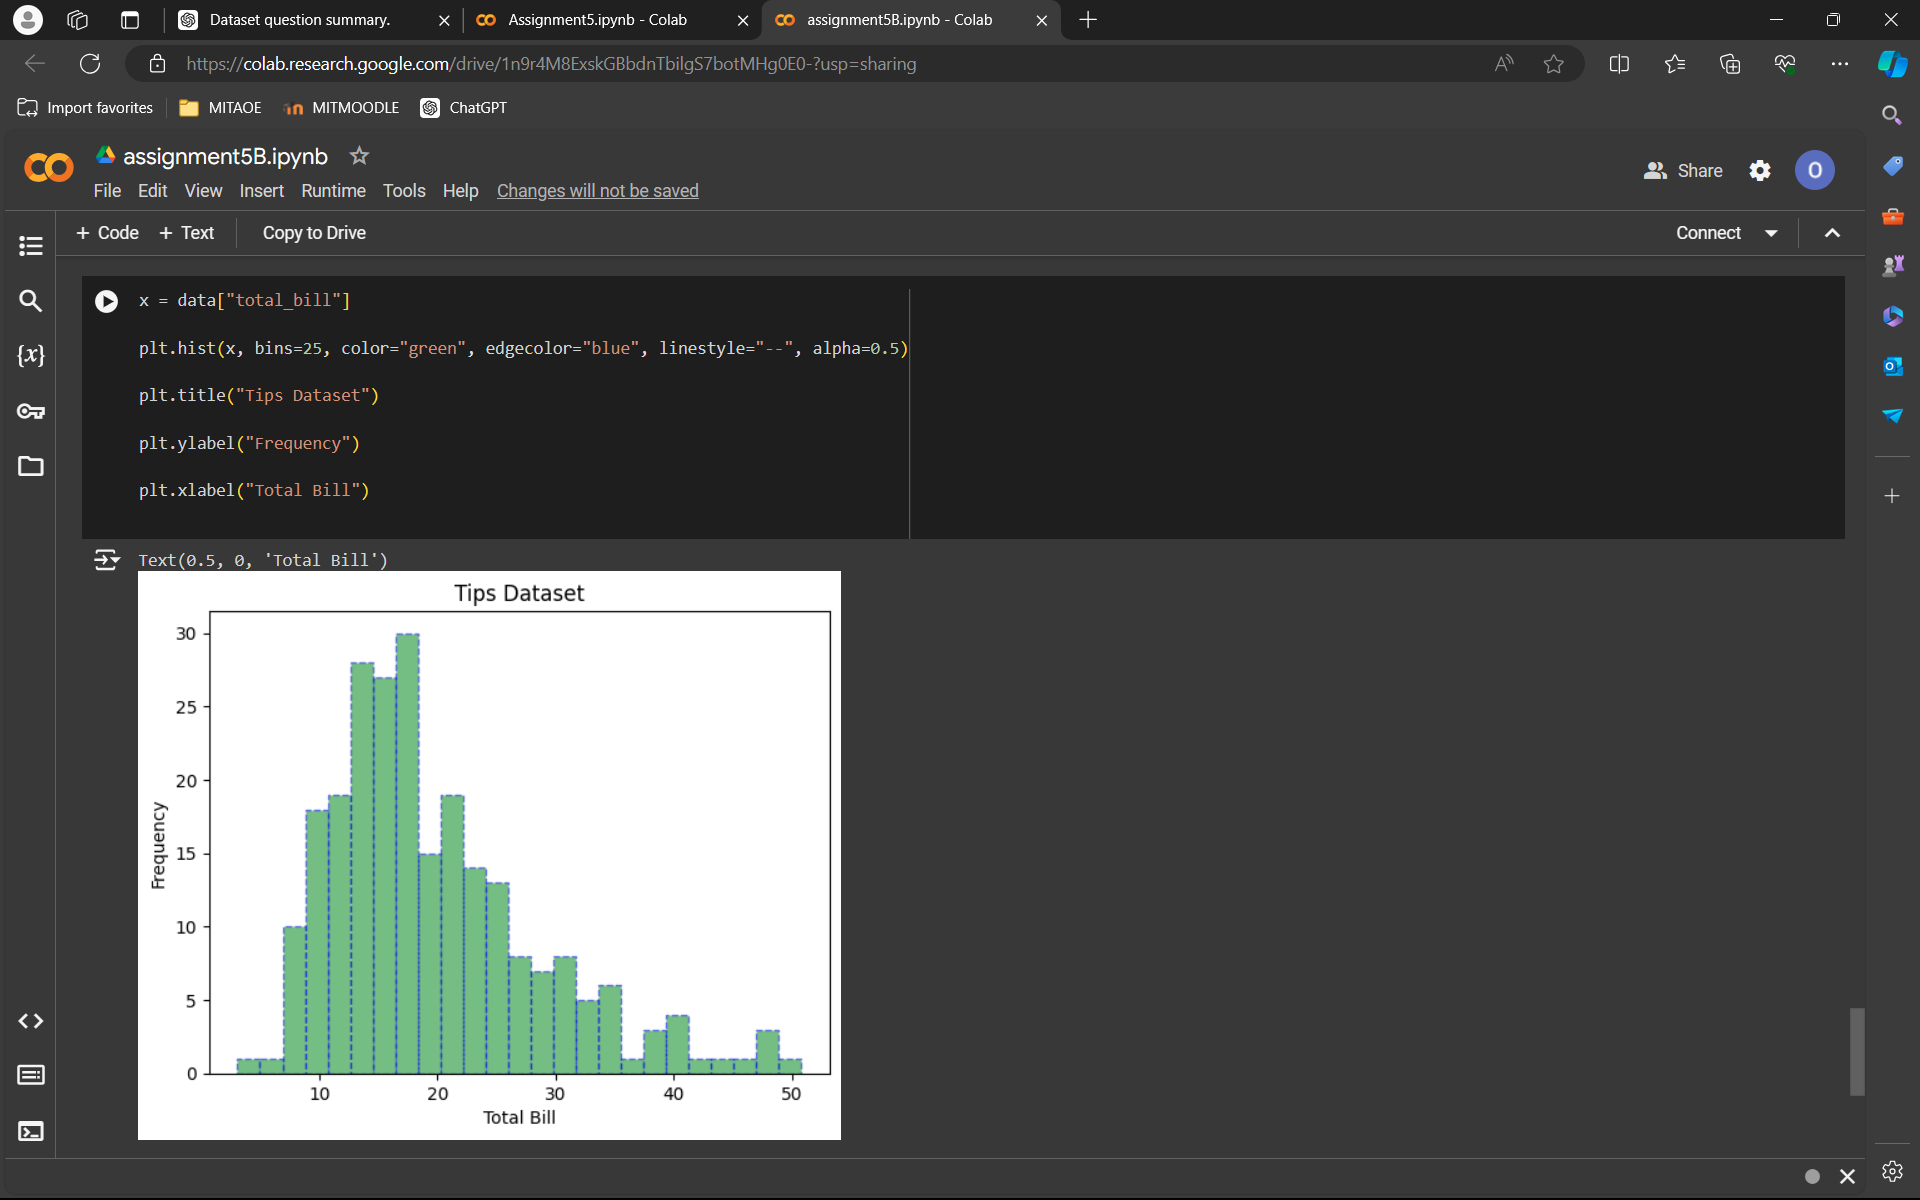 Dataset question summary.
Assignment5.ipynb - Colab
assignment5B.ipynb - Colab
https://colab.research.google.com/drive/1n9r4M8ExskGBbdnTbilgS7botMHg0E0-?usp=sharing
Import favorites
MITAOE
MITMOODLE
ChatGPT
assignment5B.ipynb
File Edit View Insert Runtime Tools Help Changes will not be saved
Share
O
+ Code + Text
Copy to Drive
Connect
x = data["total_bill"]
plt.hist(x, bins=25, color="green", edgecolor="blue", linestyle="--", alpha=0.5)
plt.title("Tips Dataset")
plt.ylabel("Frequency")
plt.xlabel("Total Bill")
Text(0.5, 0, 'Total Bill')
Tips Dataset
30
25
20
15
10
5
0
Frequency
10 20 30 40 50
Total Bill